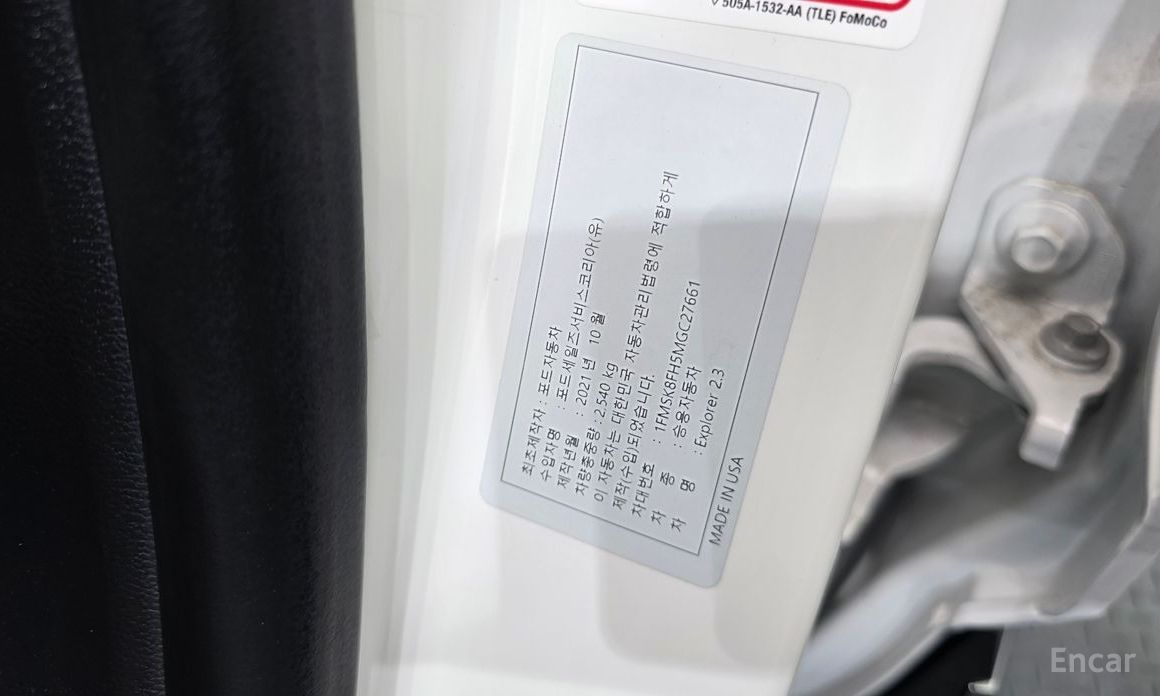 505A-1532-AA (TLE) FoMoCo
최초제작자 : 포드자동차
수입자명 : 포드세일즈서비스코리아(유)
제작년월 : 2021 년 10 월
차량총중량 : 2,540 kg
이 자동차는 대한민국 자동차관리법령에 적합하게
제작(수입)되었습니다.
차대번호 : 1FMSK8FH5MGC27661
차 종 : 승용자동차
차 명 : Explorer 2.3
MADE IN USA
Encar